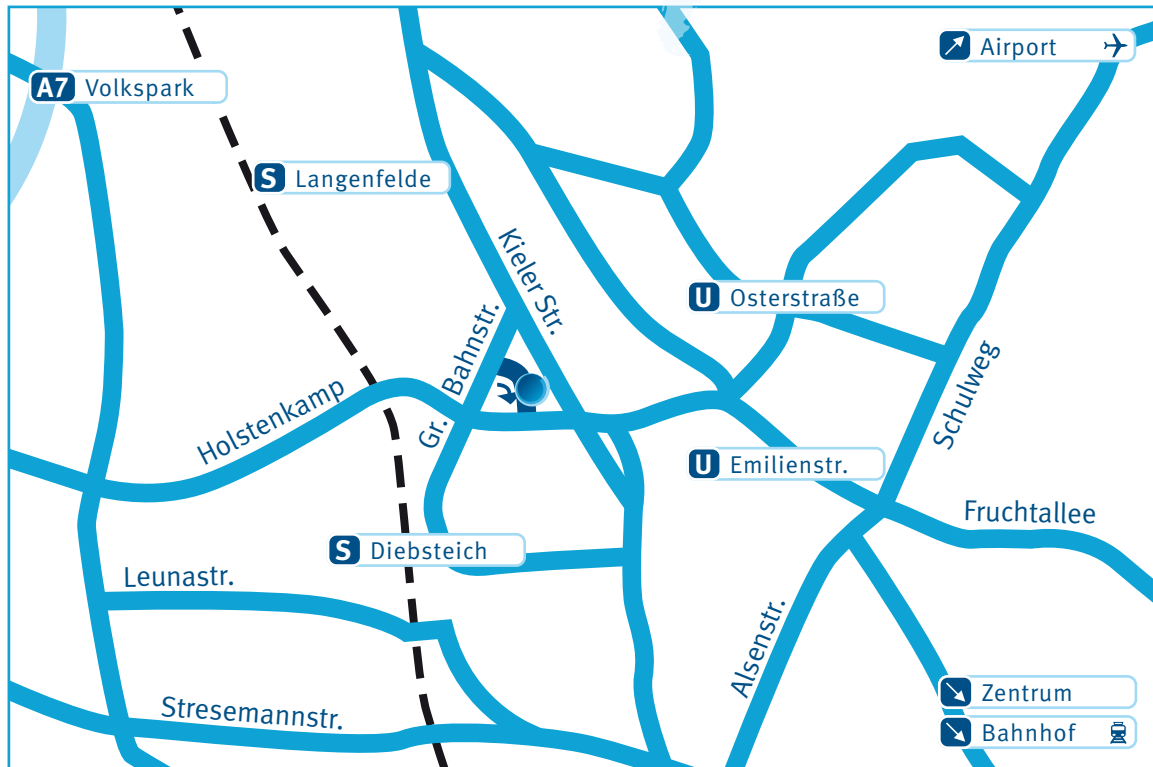 Airport
A7 Volkspark
S Langenfelde
Kieler Str.
U Osterstraße
Gr. Bahnstr.
Schulweg
Holstenkamp
U Emilienstr.
Fruchtallee
S Diebsteich
Leunastr.
Alsenstr.
Zentrum
Stresemannstr.
Bahnhof